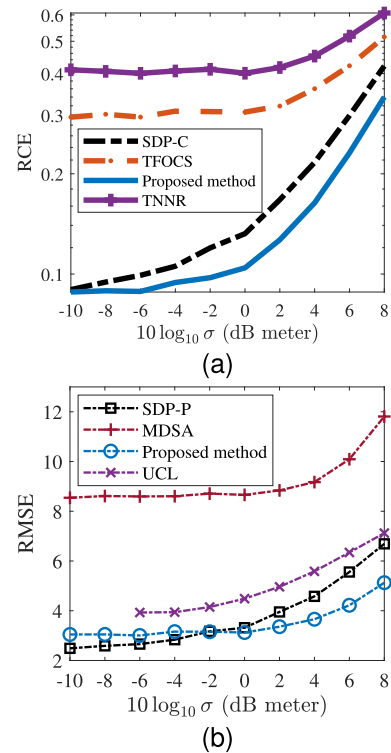 0.6
0.5
0.4
0.3
0.2
0.1
RCE
SDP-C
TFOCS
Proposed method
TNNR
-10 -8 -6 -4 -2 0 2 4 6 8
10 log₁₀ σ (dB meter)
(a)
12
10
8
6
4
2
RMSE
SDP-P
MDSA
Proposed method
UCL
-10 -8 -6 -4 -2 0 2 4 6 8
10 log₁₀ σ (dB meter)
(b)